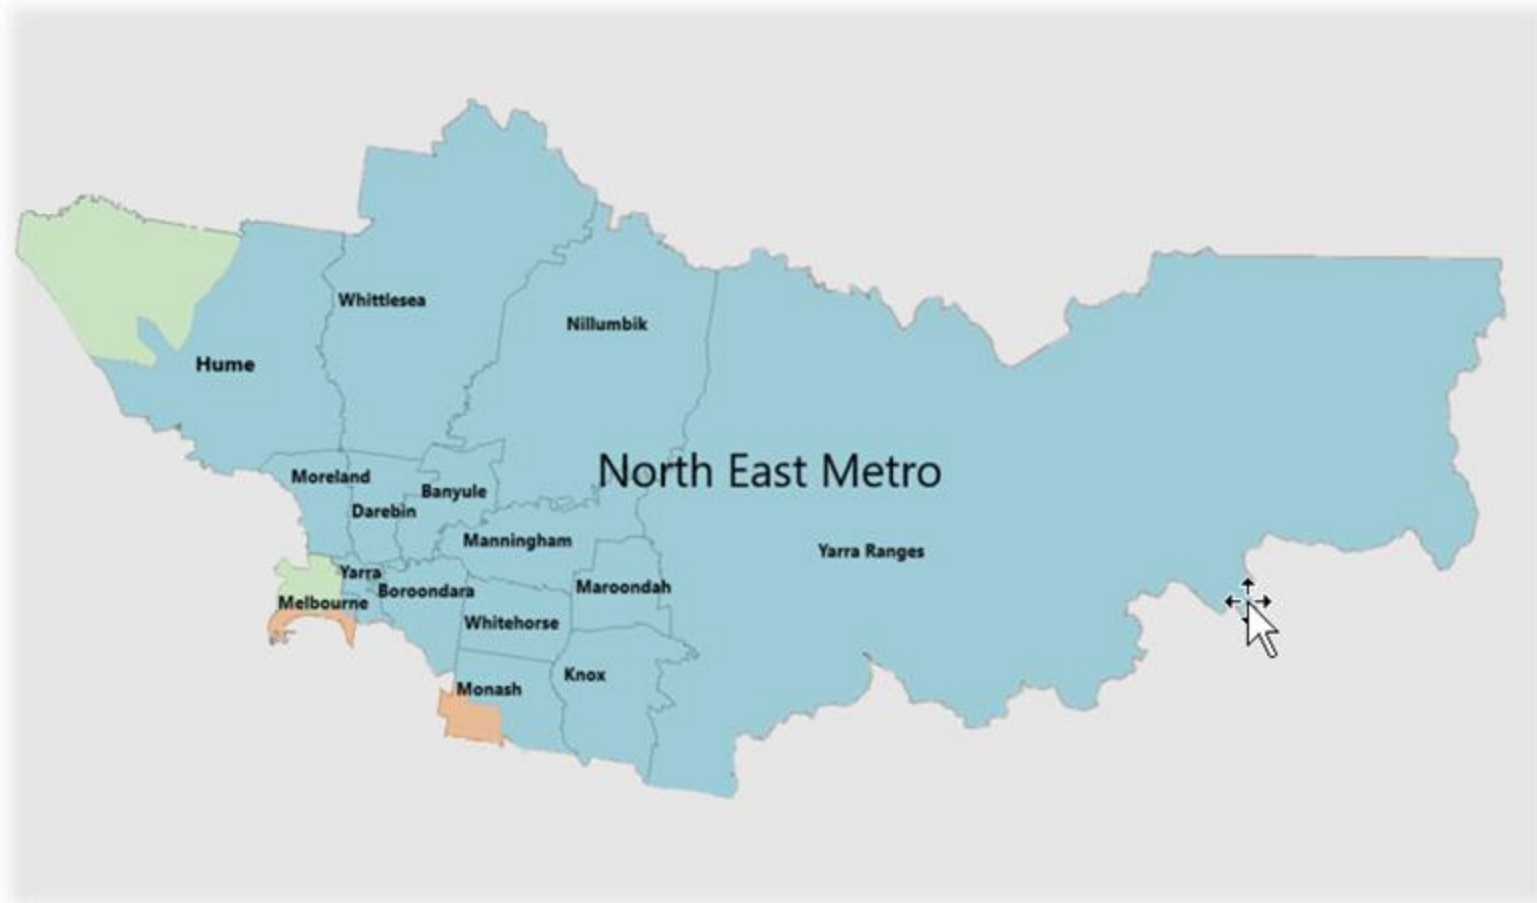 Whittlesea
Nillumbik
Hume
North East Metro
Moreland
Banyule
Darebin
Manningham
Yarra Ranges
Yarra
Maroondah
Boroondara
Melbourne
Whitehorse
Knox
Monash